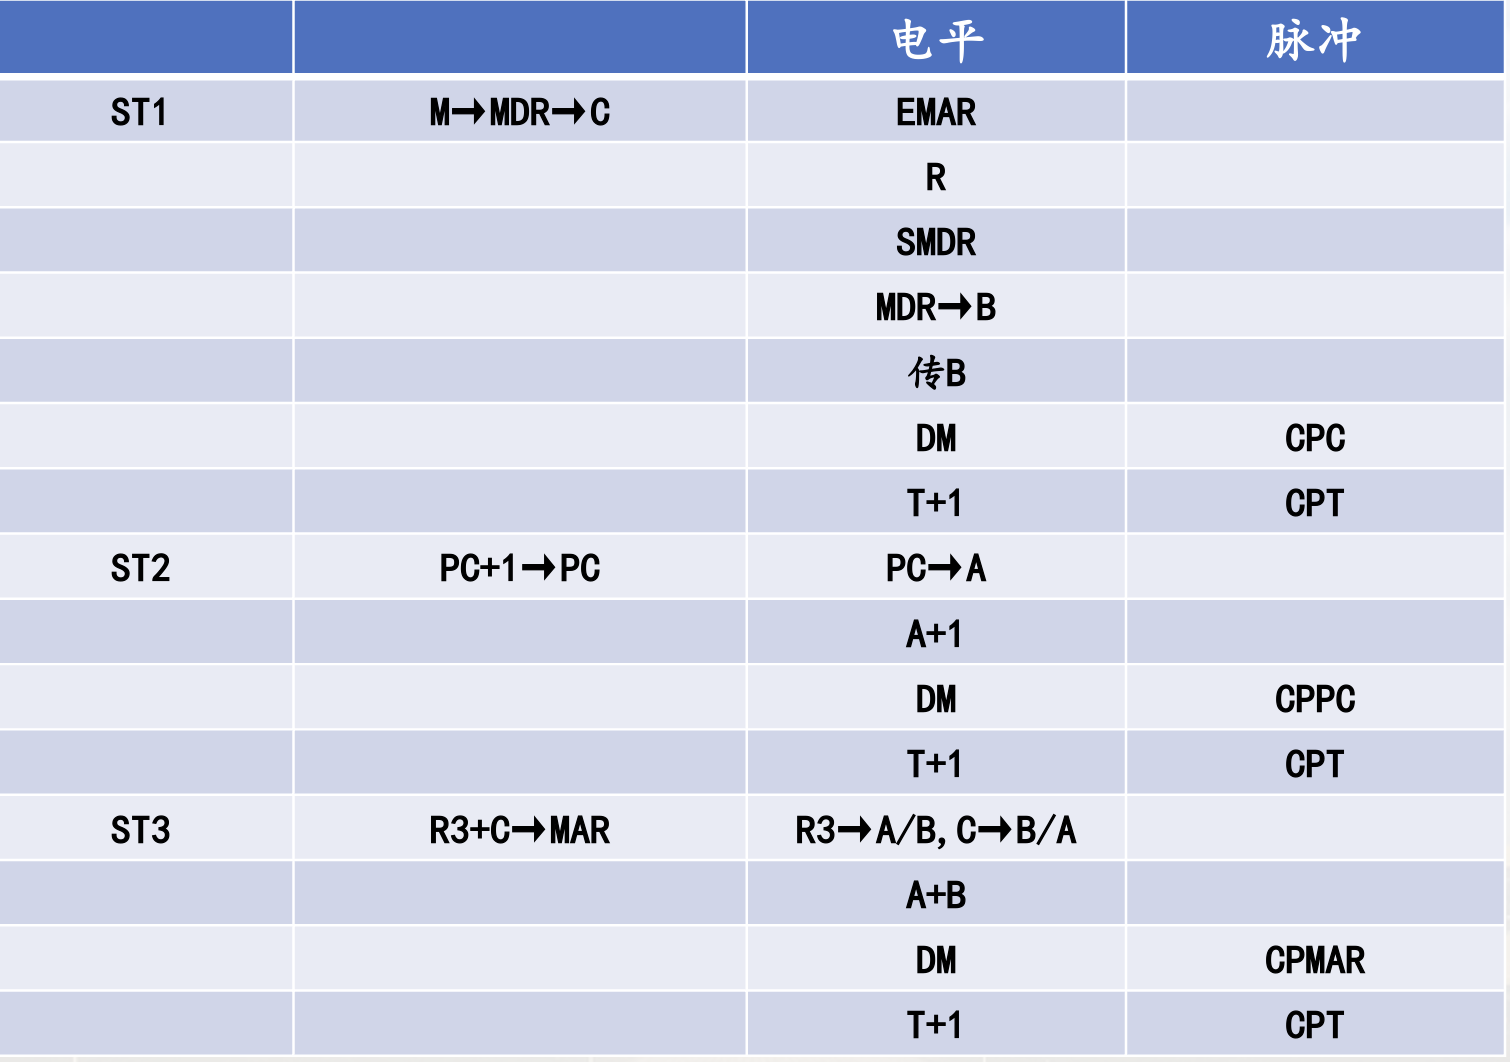 电平 脉冲
ST1 M→MDR→C EMAR
R
SMDR
MDR→B
传B
DM CPC
T+1 CPT
ST2 PC+1→PC PC→A
A+1
DM CPPC
T+1 CPT
ST3 R3+C→MAR R3→A/B,C→B/A
A+B
DM CPMAR
T+1 CPT